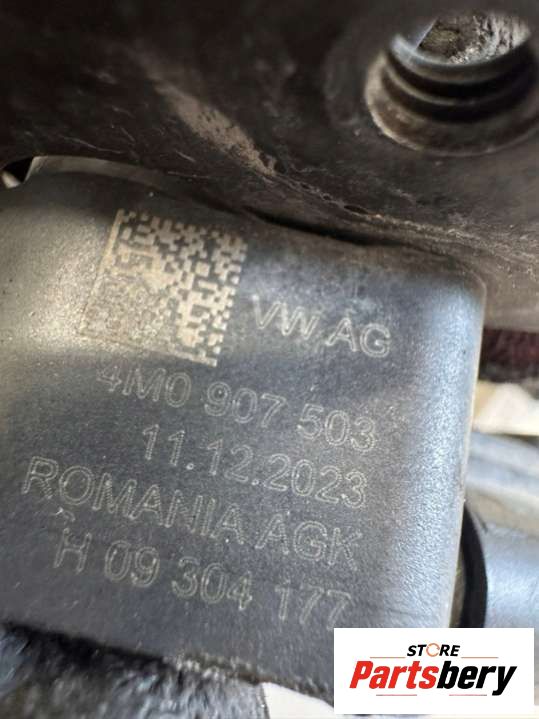 VW AG
4M0 907 503
11.12.2023
ROMANIA AGK
H 09 304 177
STORE
Partsbery